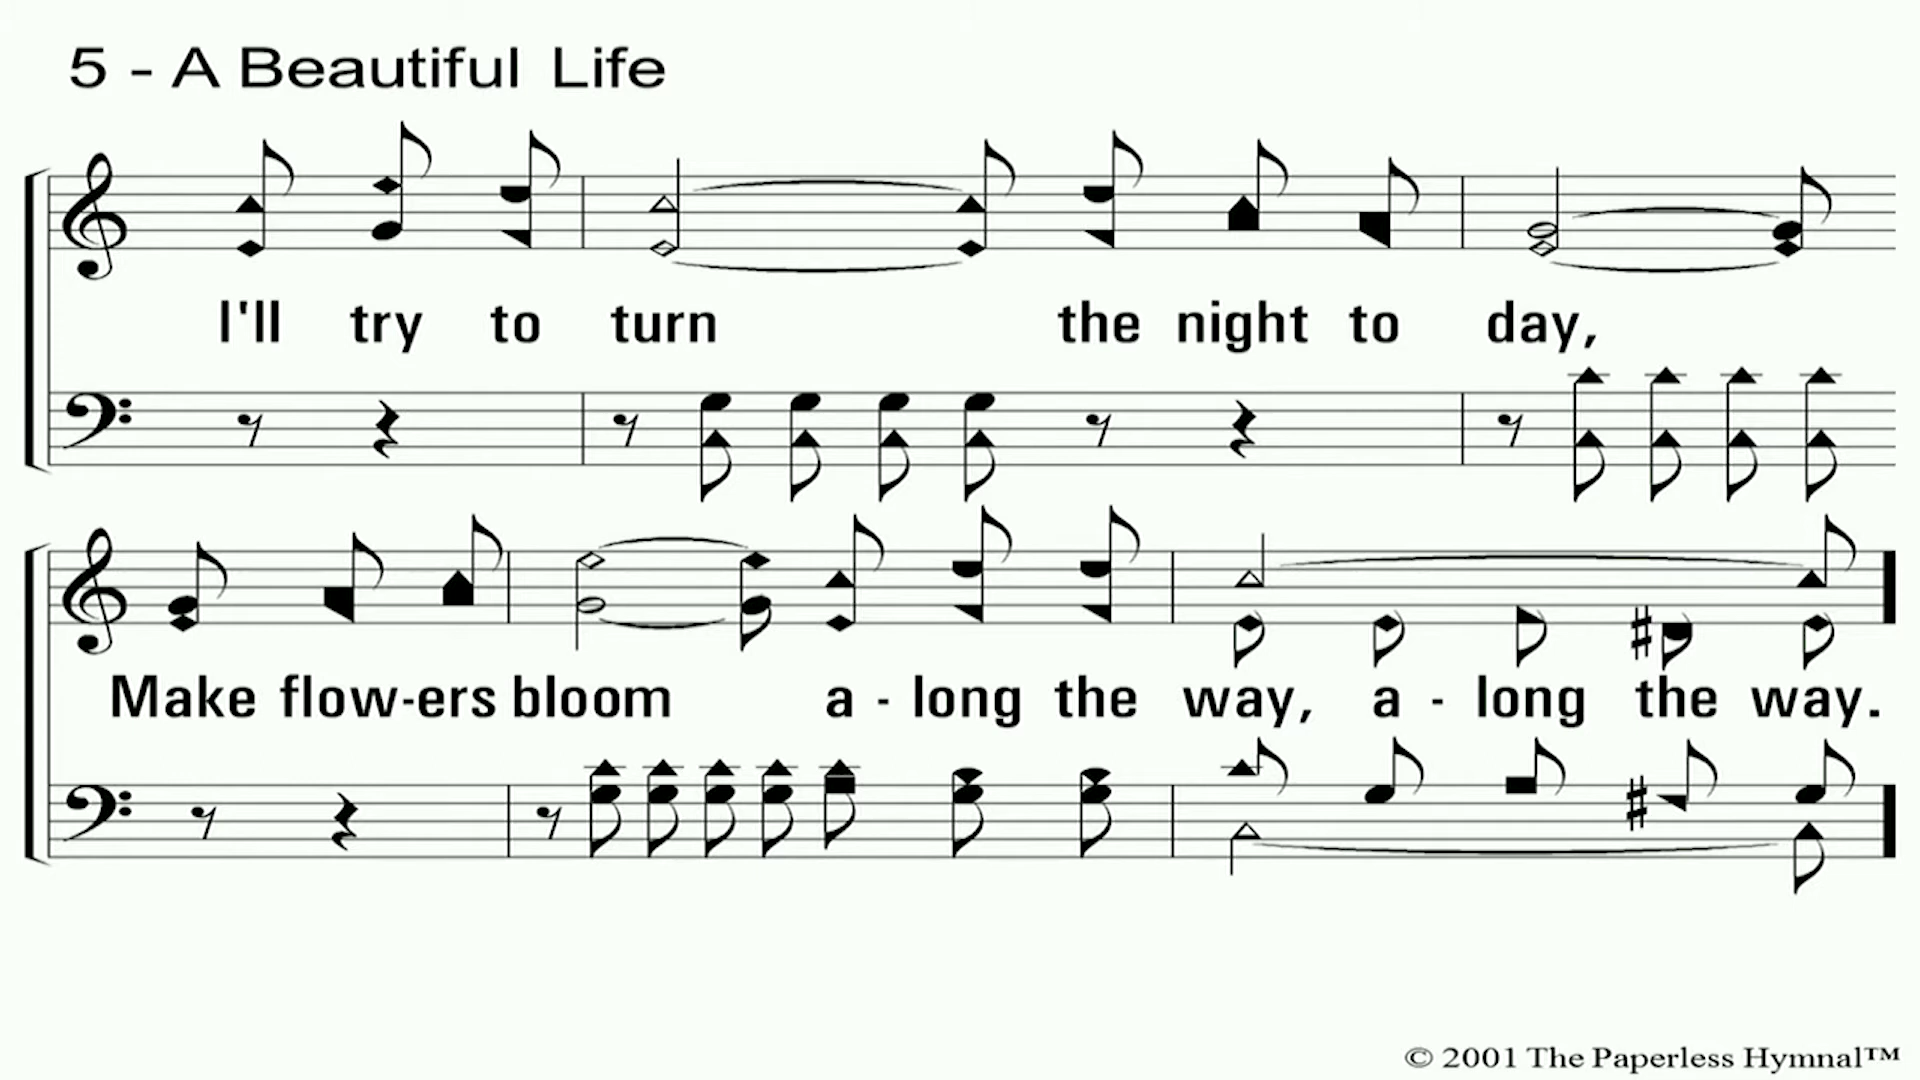 5 - A Beautiful Life
I'll try to turn the night to day,
Make flow-ers bloom a - long the way, a - long the way.
© 2001 The Paperless Hymnal™